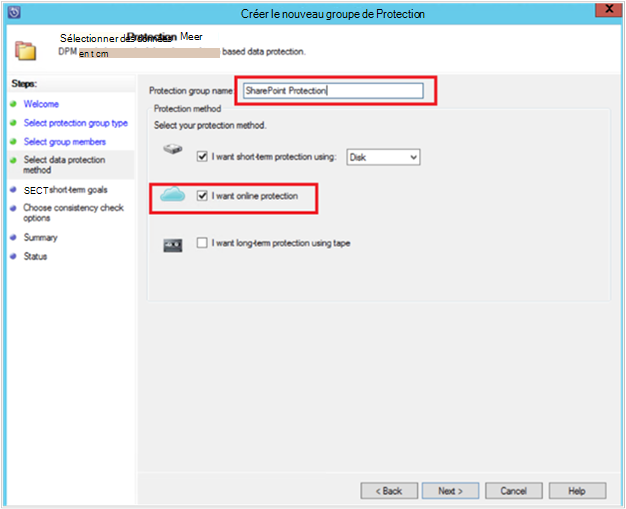 Créer le nouveau groupe de Protection
X
Sélectionner des données Protection Meer
DPM en t cm based data protection.
Steps:
Welcome
Select protection group type
Select group members
Select data protection
method
SECT short-term goals
Choose consistency check
options
Summary
Status
Protection group name: SharePoint Protection
Protection method
Select your protection method.
I want short-term protection using: Disk
I want online protection
I want long-term protection using tape
< Back Next > Cancel Help